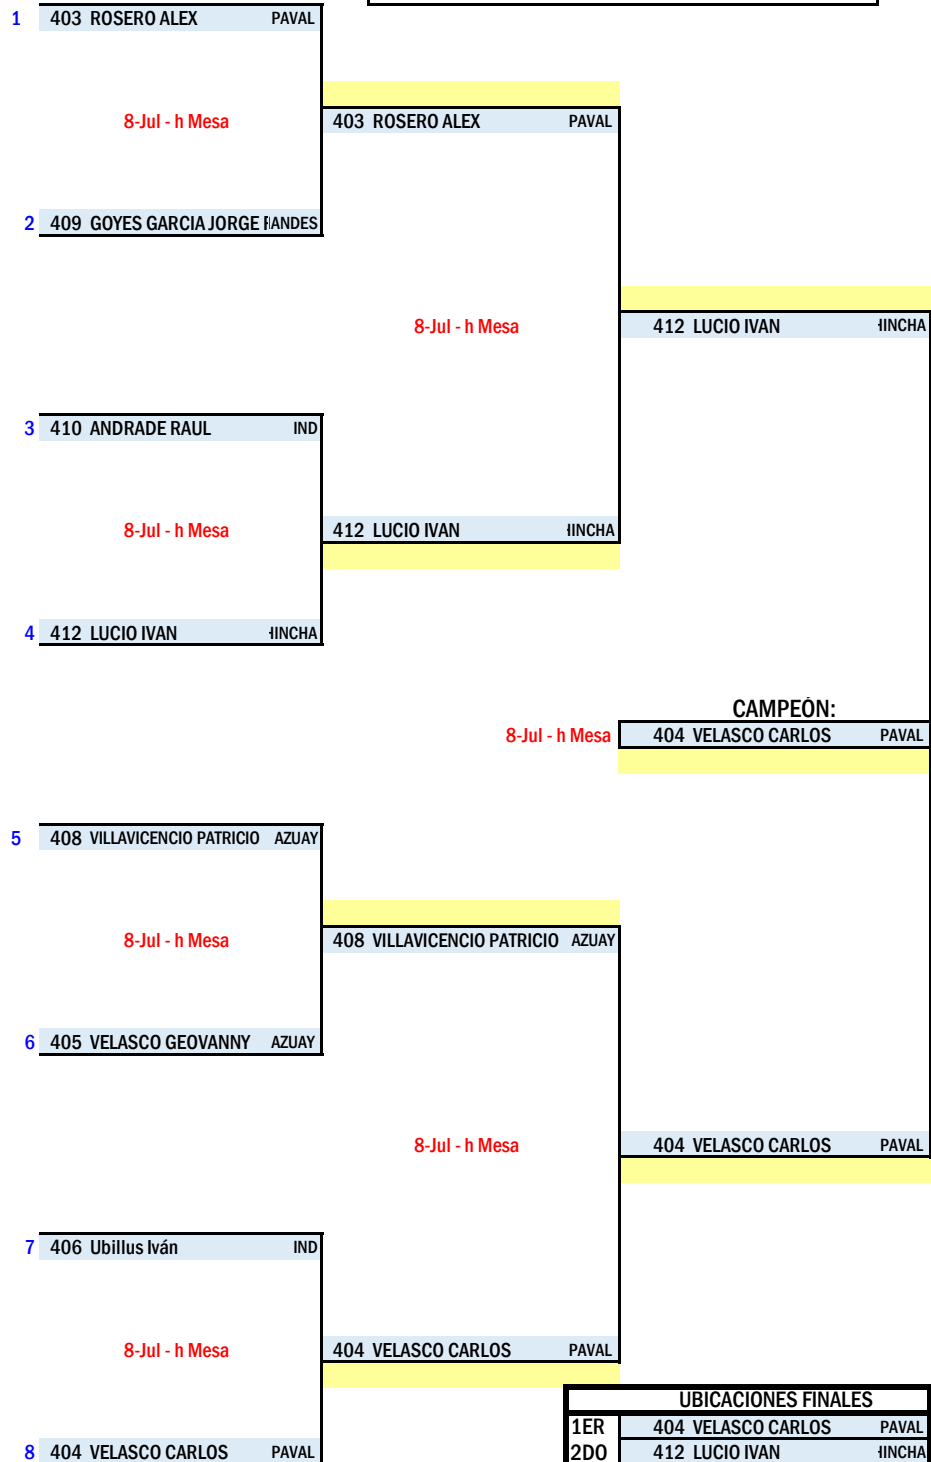 1 403 ROSERO ALEX PAVAL
8-Jul - h Mesa
403 ROSERO ALEX PAVAL
2 409 GOYES GARCIA JORGE ANDES
8-Jul - h Mesa
412 LUCIO IVAN HINCHA
3 410 ANDRADE RAUL IND
8-Jul - h Mesa
412 LUCIO IVAN HINCHA
4 412 LUCIO IVAN HINCHA
CAMPEÓN:
8-Jul - h Mesa 404 VELASCO CARLOS PAVAL
5 408 VILLAVICENCIO PATRICIO AZUAY
8-Jul - h Mesa
408 VILLAVICENCIO PATRICIO AZUAY
6 405 VELASCO GEOVANNY AZUAY
8-Jul - h Mesa
404 VELASCO CARLOS PAVAL
7 406 Ubillus Iván IND
8-Jul - h Mesa
404 VELASCO CARLOS PAVAL
UBICACIONES FINALES
1ER 404 VELASCO CARLOS PAVAL
8 404 VELASCO CARLOS PAVAL
2DO 412 LUCIO IVAN HINCHA